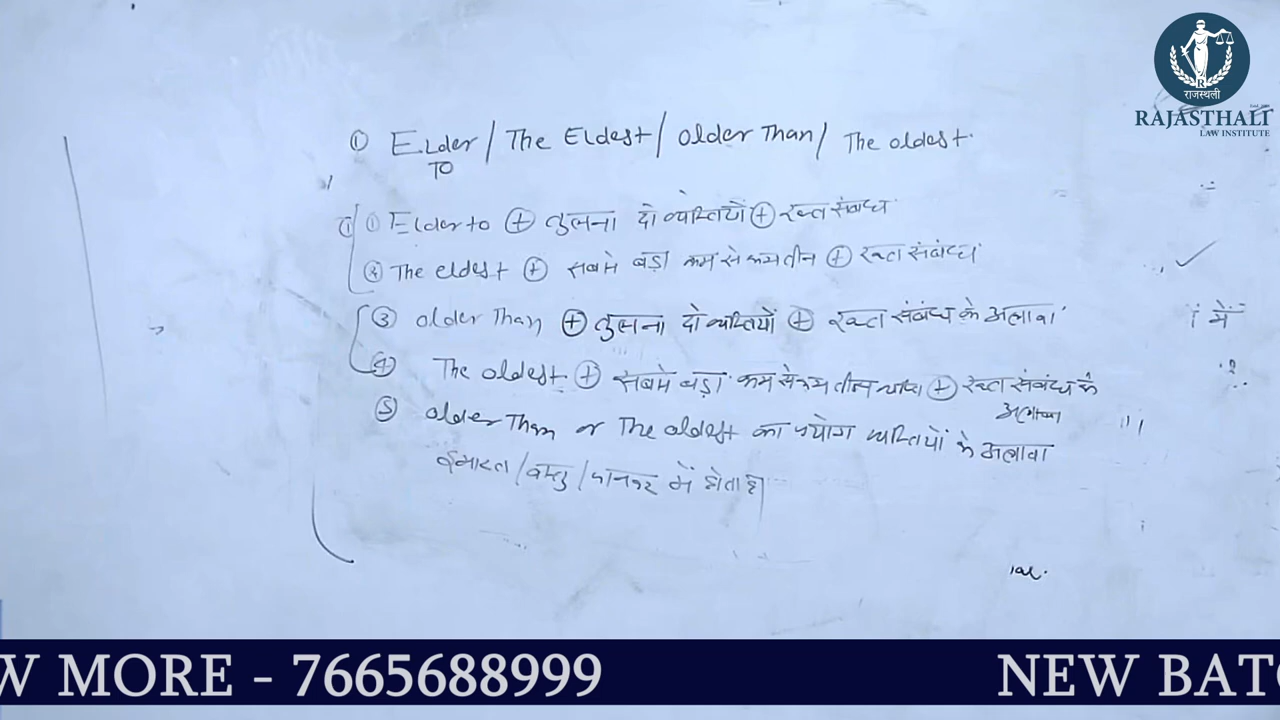 राजस्थली
RAJASTHALI
LAW INSTITUTE
① Elder / The Eldest / Older Than / The oldest
TO
① ① Elder to ⊕ तुलना दो व्यक्तियों ⊕ रक्त संबंध
② The eldest ⊕ सबसे बड़ा कम से कम तीन ⊕ रक्त संबंध
③ older Than ⊕ तुलना दो व्यक्तियों ⊕ रक्त संबंध के अलावा
में
④ The oldest ⊕ सबसे बड़ा कम से कम तीन ⊕ रक्त संबंध के
अलावा
⑤ older Than or The oldest का प्रयोग व्यक्तियों के अलावा
ईमारत / वस्तु / जानवर में होता है।
W MORE - 7665688999
NEW BATC